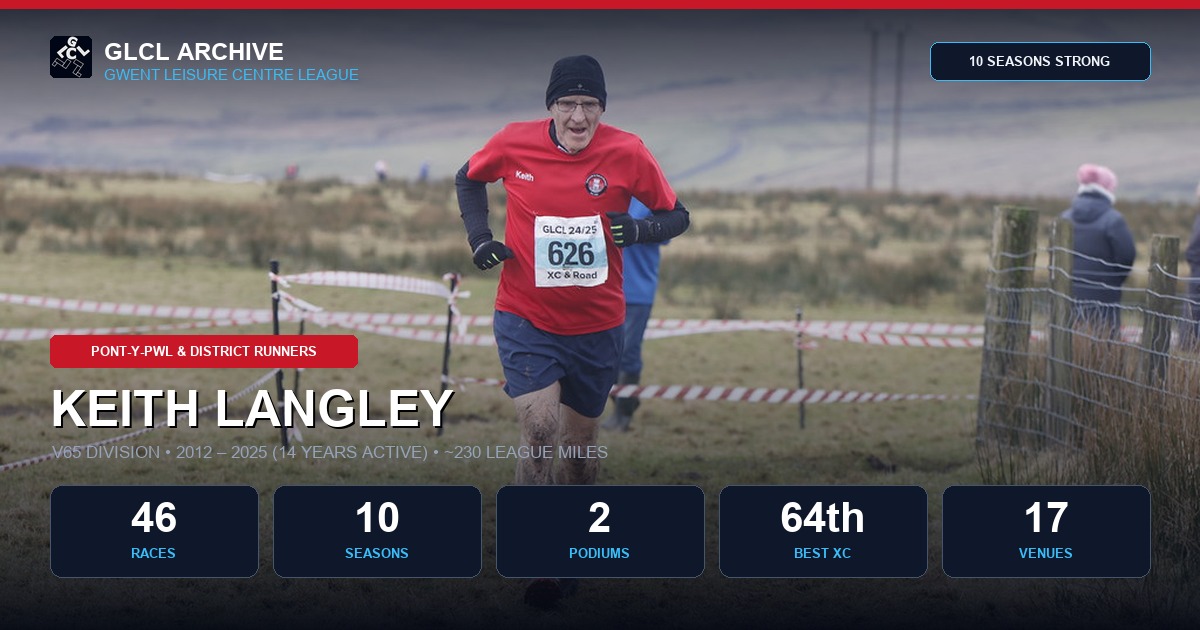 GLCL ARCHIVE
GWENT LEISURE CENTRE LEAGUE
10 SEASONS STRONG
Keith
GLCL 24/25
626
XC & Road
PONT-Y-PWL & DISTRICT RUNNERS
KEITH LANGLEY
V65 DIVISION • 2012 – 2025 (14 YEARS ACTIVE) • ~230 LEAGUE MILES
46
RACES
10
SEASONS
2
PODIUMS
64th
BEST XC
17
VENUES